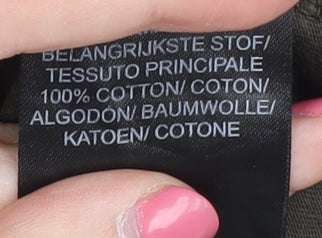 BELANGRIJKSTE STOF/
TESSUTO PRINCIPALE
100% COTTON/ COTON/
ALGODÓN/ BAUMWOLLE/
KATOEN/ COTONE